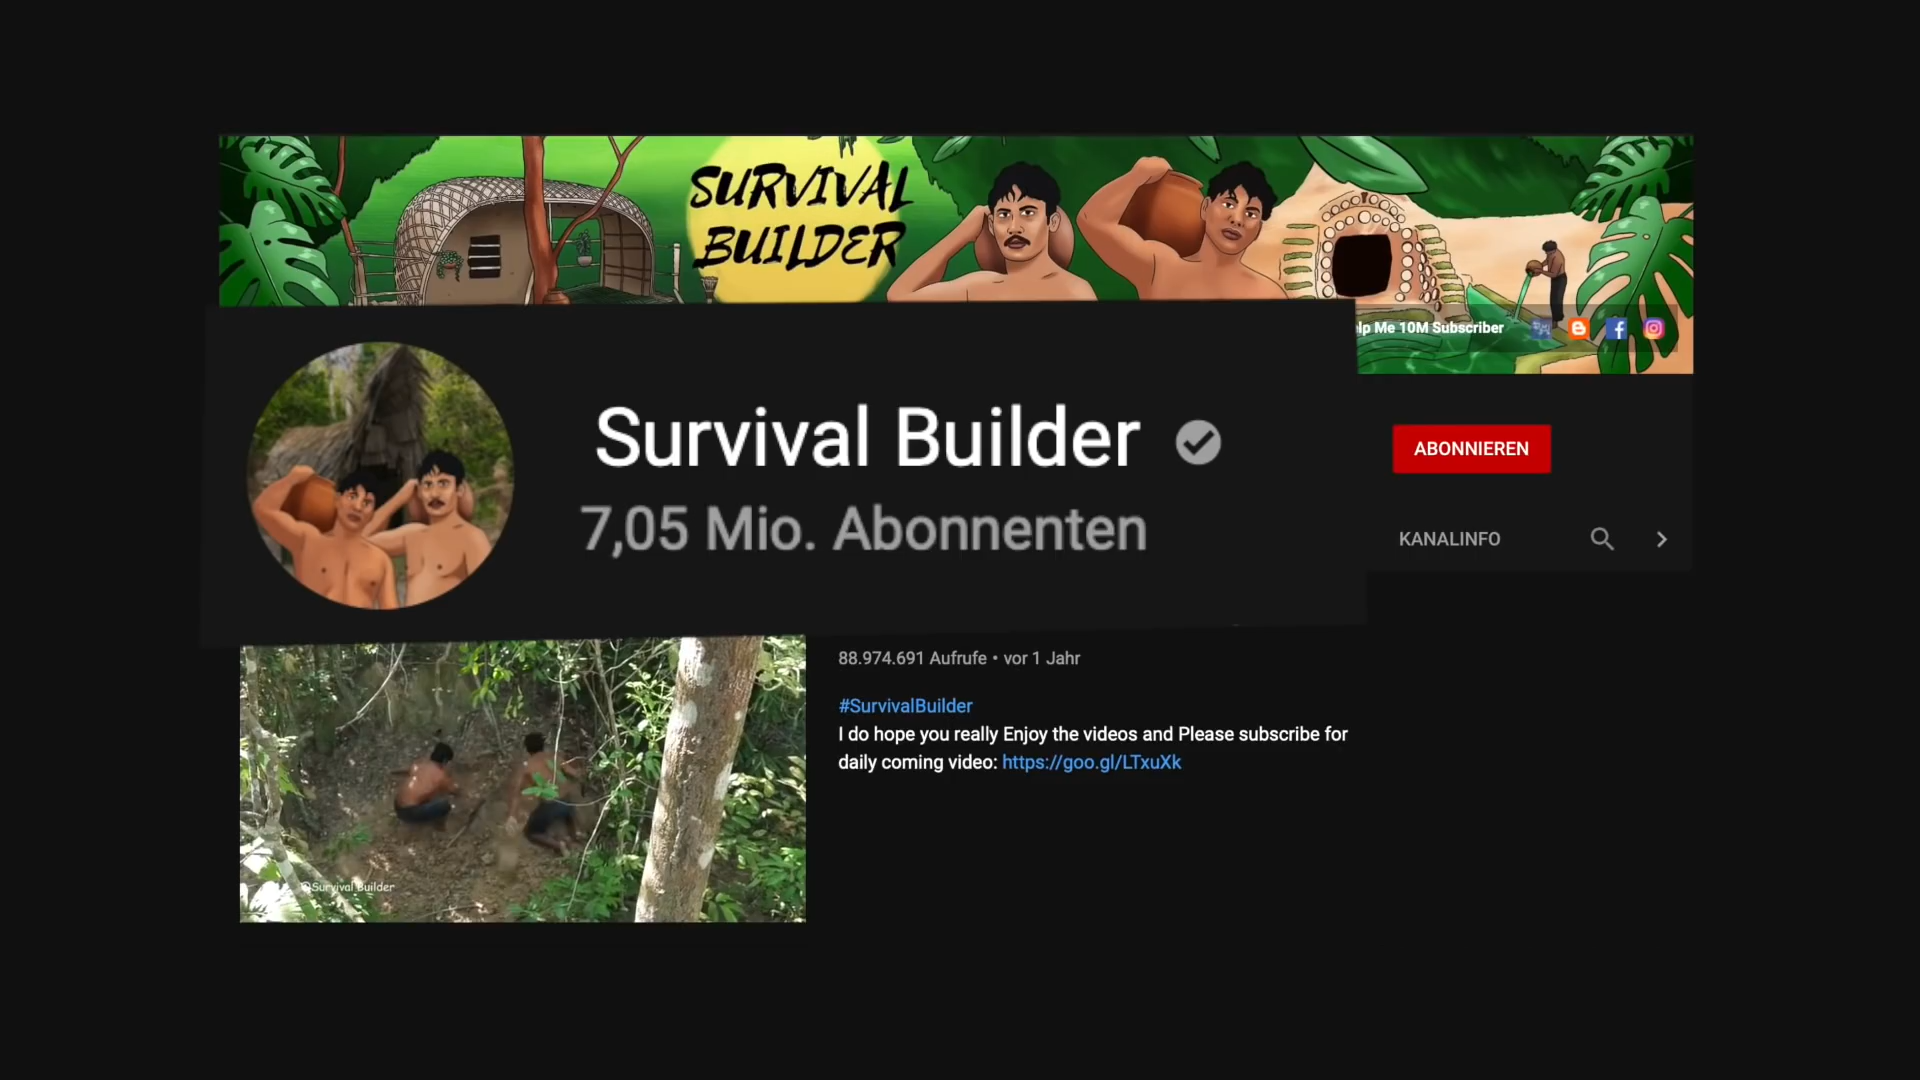 SURVIVAL
BUILDER
lp Me 10M Subscriber
Survival Builder
7,05 Mio. Abonnenten
ABONNIEREN
KANALINFO
88.974.691 Aufrufe • vor 1 Jahr
#SurvivalBuilder
I do hope you really Enjoy the videos and Please subscribe for
daily coming video: https://goo.gl/LTxuXk
©Survival Builder